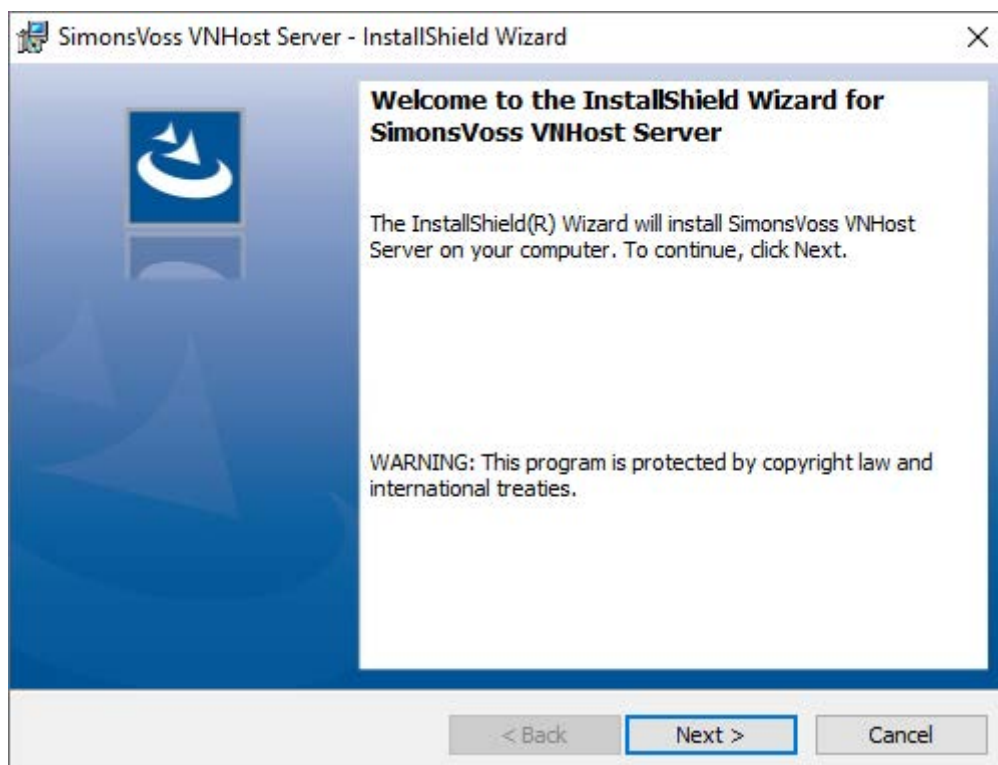 SimonsVoss VNHost Server - InstallShield Wizard
Welcome to the InstallShield Wizard for
SimonsVoss VNHost Server
The InstallShield(R) Wizard will install SimonsVoss VNHost
Server on your computer. To continue, click Next.
WARNING: This program is protected by copyright law and
international treaties.
< Back
Next >
Cancel